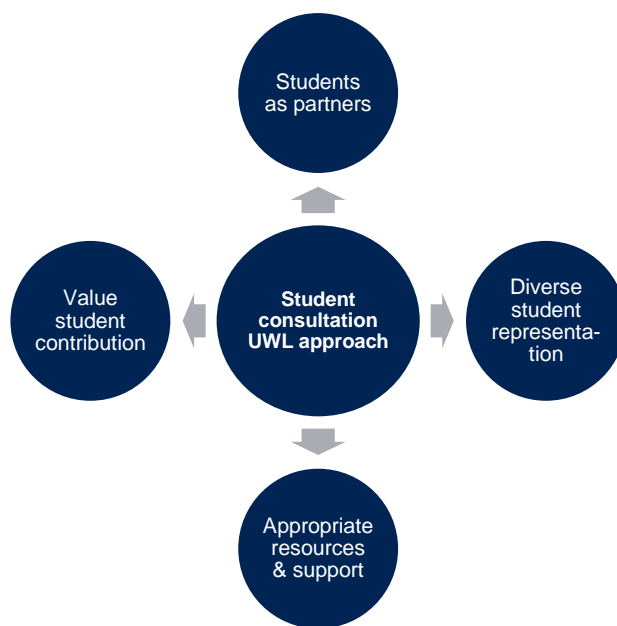 Students
as partners
Value
student
contribution
Student
consultation
UWL approach
Diverse
student
representa-
tion
Appropriate
resources
& support